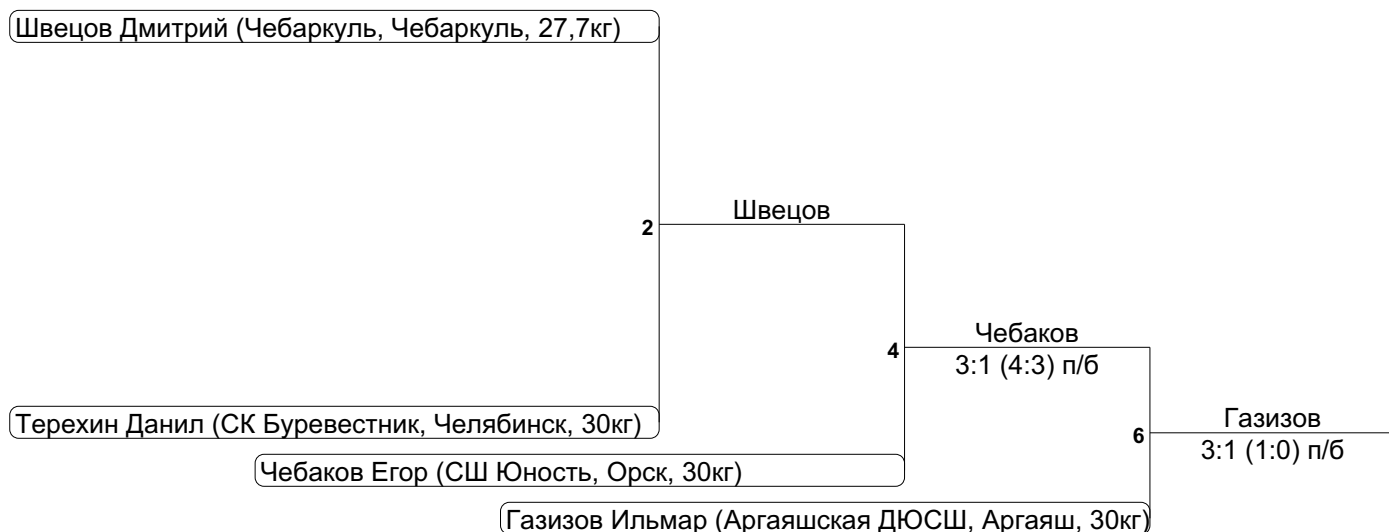 Швецов Дмитрий (Чебаркуль, Чебаркуль, 27,7кг)
2
Швецов
4
Чебаков
3:1 (4:3) п/б
Терехин Данил (СК Буревестник, Челябинск, 30кг)
6
Газизов
3:1 (1:0) п/б
Чебаков Егор (СШ Юность, Орск, 30кг)
Газизов Ильмар (Аргаяшская ДЮСШ, Аргаяш, 30кг)